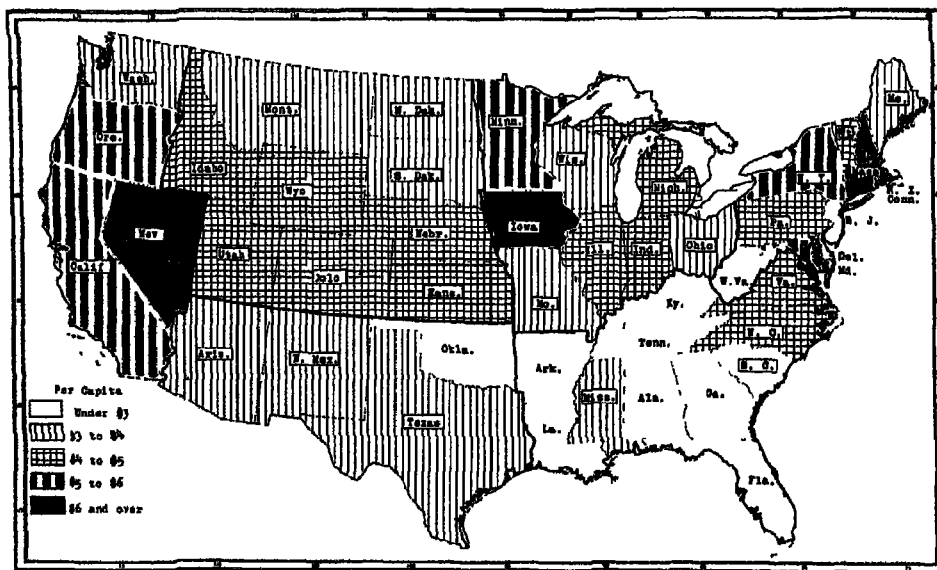 Wash.
Mont.
N. Dak.
Minn.
Me.
Ore.
Wis.
Idaho
S. Dak.
Wyo
Mich.
N. Y.
Conn.
Nev
Iowa
Pa.
N. J.
Nebr.
Utah
Ill.
Ind.
Ohio
Del.
Md.
Calif
Colo
Kans.
Mo.
W.Va.
Va.
Ky.
N. C.
Ariz.
N. Mex.
Okla.
Tenn.
Ark.
S. C.
Miss.
Ala.
Ga.
Texas
La.
Fla.
Per Capita
Under $3
$3 to $4
$4 to $5
$5 to $6
$6 and over